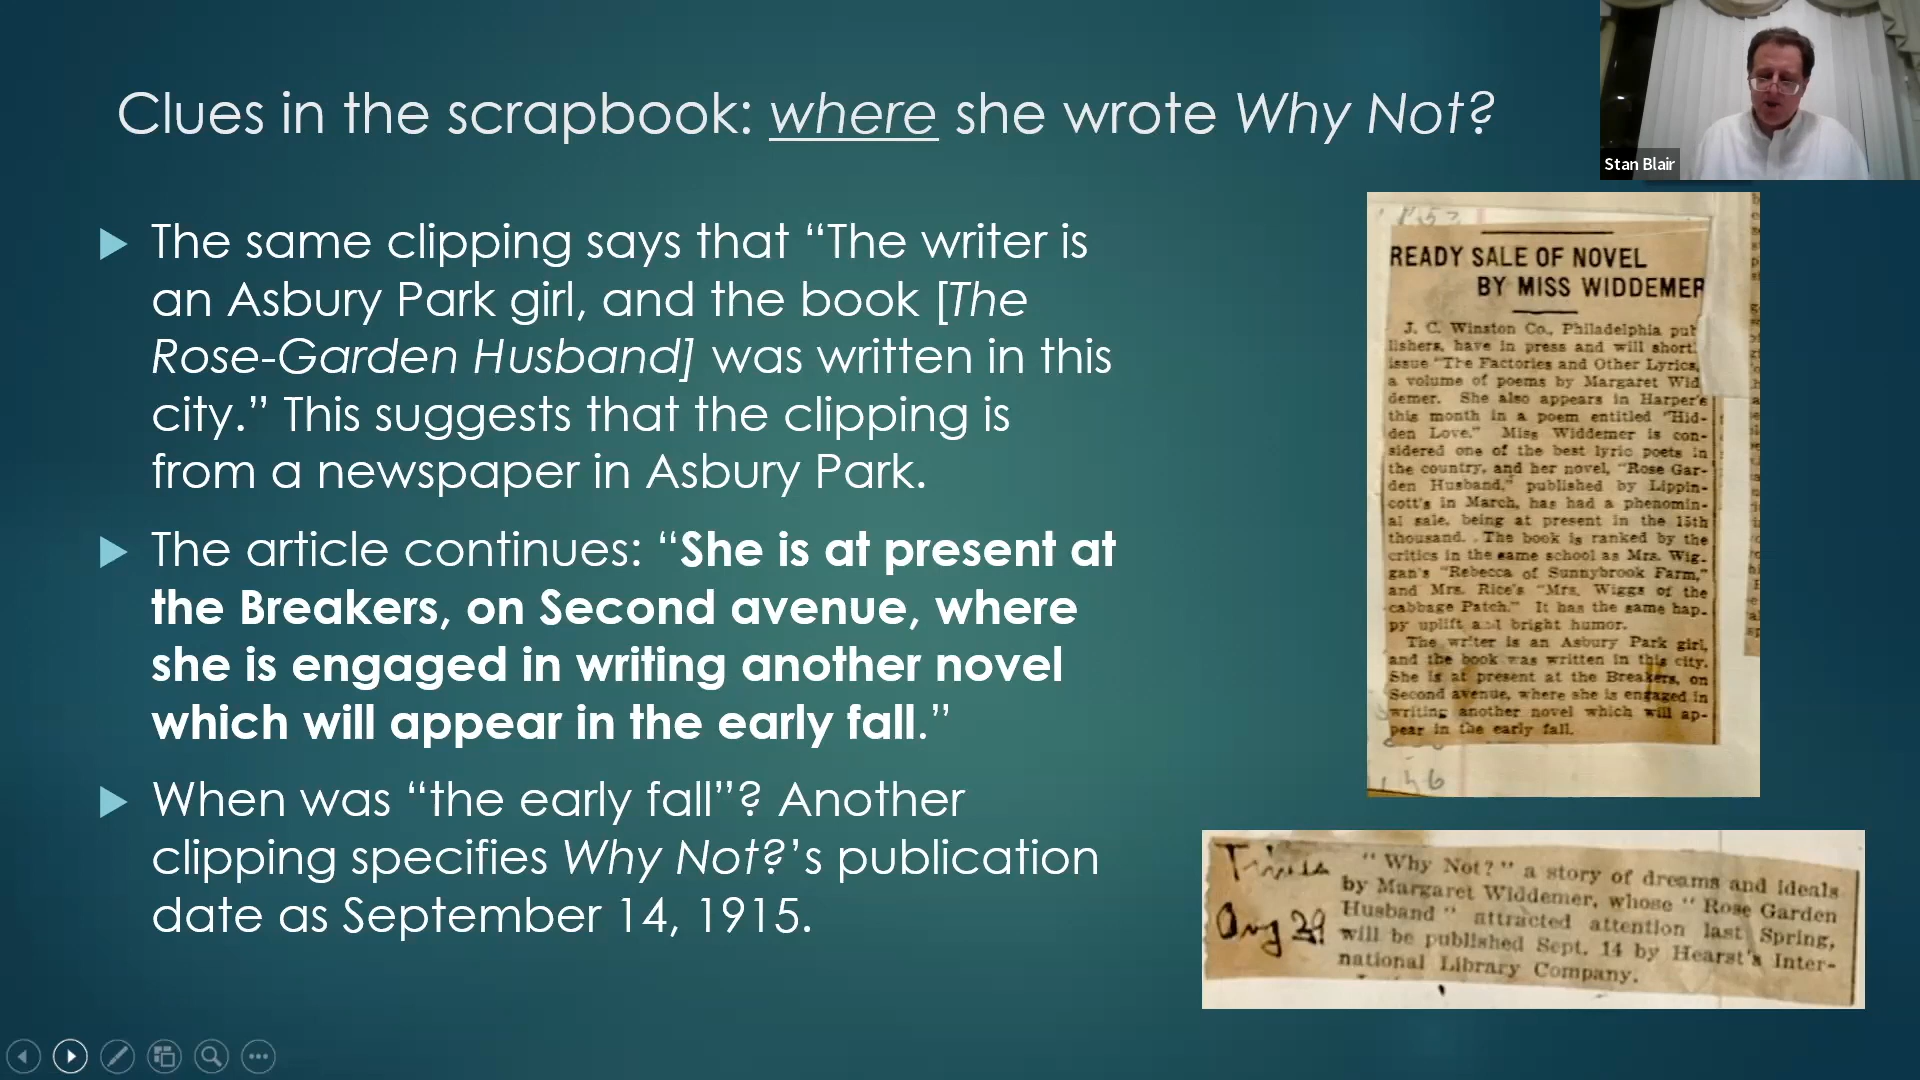 Clues in the scrapbook: where she wrote Why Not?
Stan Blair
The same clipping says that “The writer is
an Asbury Park girl, and the book [The
Rose-Garden Husband] was written in this
city.” This suggests that the clipping is
from a newspaper in Asbury Park.
The article continues: “She is at present at
the Breakers, on Second avenue, where
she is engaged in writing another novel
which will appear in the early fall.”
When was “the early fall”? Another
clipping specifies Why Not?’s publication
date as September 14, 1915.
READY SALE OF NOVEL
BY MISS WIDDEMER
J. C. Winston Co., Philadelphia pub
lishers, have in press and will shortl
issue "The Factories and Other Lyrics,
a volume of poems by Margaret Wid
demer. She also appears in Harper's
this month in a poem entitled "Hid-
den Love." Miss Widdemer is con-
sidered one of the best lyric poets in
the country, and her novel, "Rose Gar-
den Husband," published by Lippin-
cott's in March, has had a phenomin-
al sale, being at present in the 15th
thousand. The book is ranked by the
critics in the same school as Mrs. Wig-
gan's "Rebecca of Sunnybrook Farm,"
and Mrs. Rice's "Mrs. Wiggs of the
cabbage Patch." It has the same hap-
py uplift and bright humor.
The writer is an Asbury Park girl,
and the book was written in this city.
She is at present at the Breakers, on
Second avenue, where she is engaged in
writing another novel which will ap-
pear in the early fall.
Times
Aug 29
"Why Not?" a story of dreams and ideals
by Margaret Widdemer, whose "Rose Garden
Husband" attracted attention last Spring,
will be published Sept. 14 by Hearst's Inter-
national Library Company.